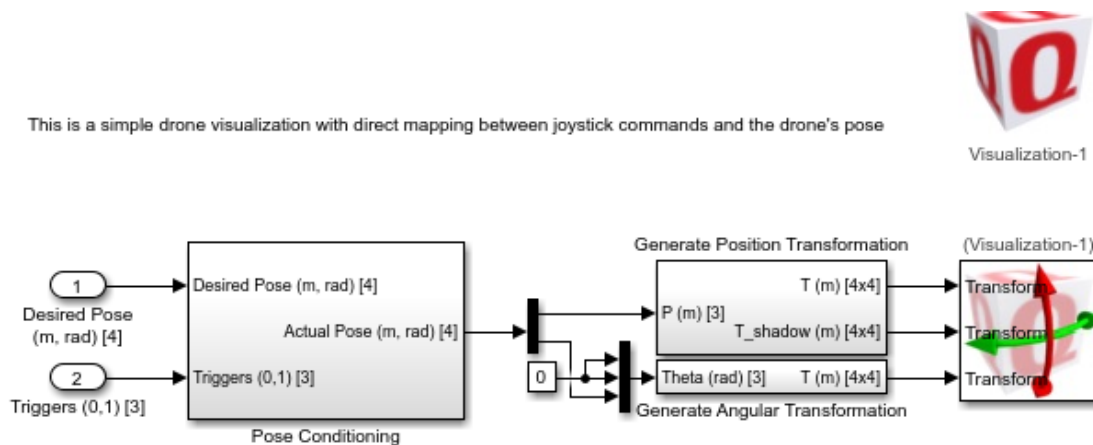 Q
Q
Visualization-1
This is a simple drone visualization with direct mapping between joystick commands and the drone's pose
1
Desired Pose
(m, rad) [4]
2
Triggers (0,1) [3]
Desired Pose (m, rad) [4]
Actual Pose (m, rad) [4]
Triggers (0,1) [3]
Pose Conditioning
0
Generate Position Transformation
P (m) [3]
T (m) [4x4]
T_shadow (m) [4x4]
Theta (rad) [3]
T (m) [4x4]
Generate Angular Transformation
(Visualization-1)
Transform
Transform
Transform